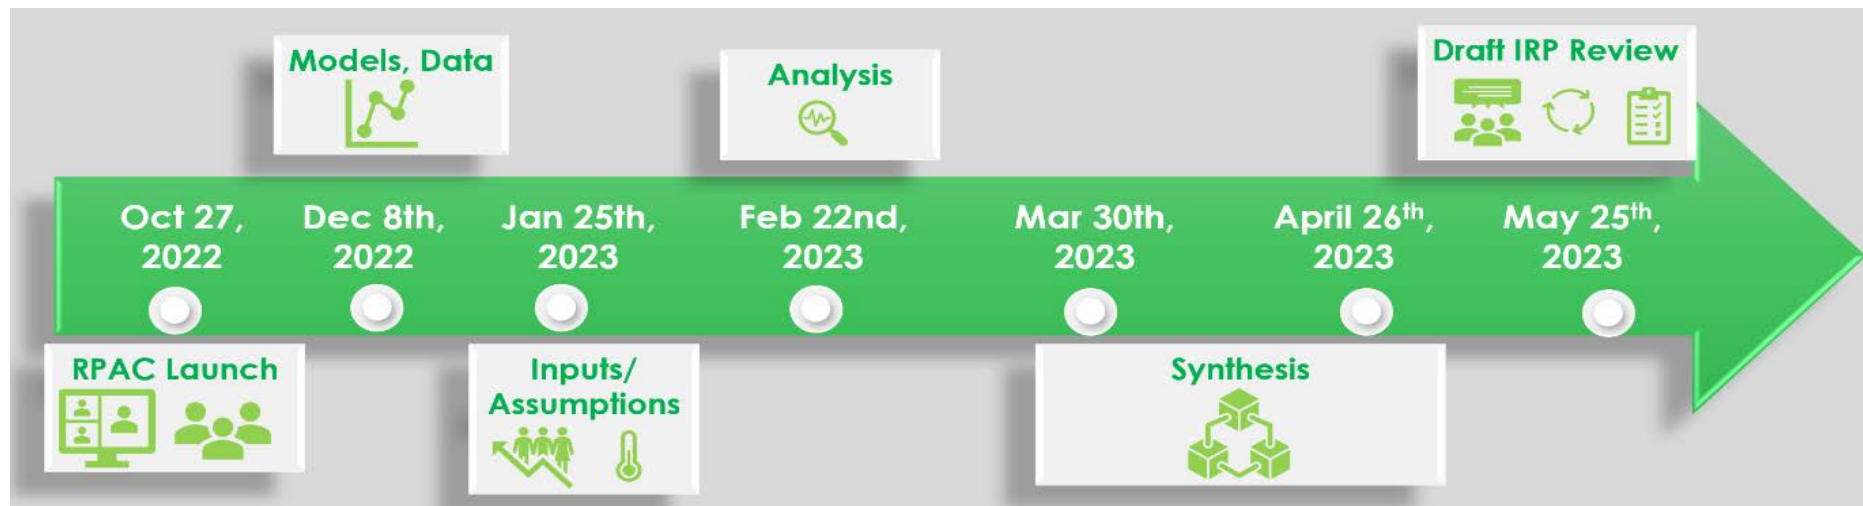 Models, Data
Analysis
Draft IRP Review
Oct 27,
2022
Dec 8th,
2022
Jan 25th,
2023
Feb 22nd,
2023
Mar 30th,
2023
April 26th,
2023
May 25th,
2023
RPAC Launch
Inputs/
Assumptions
Synthesis